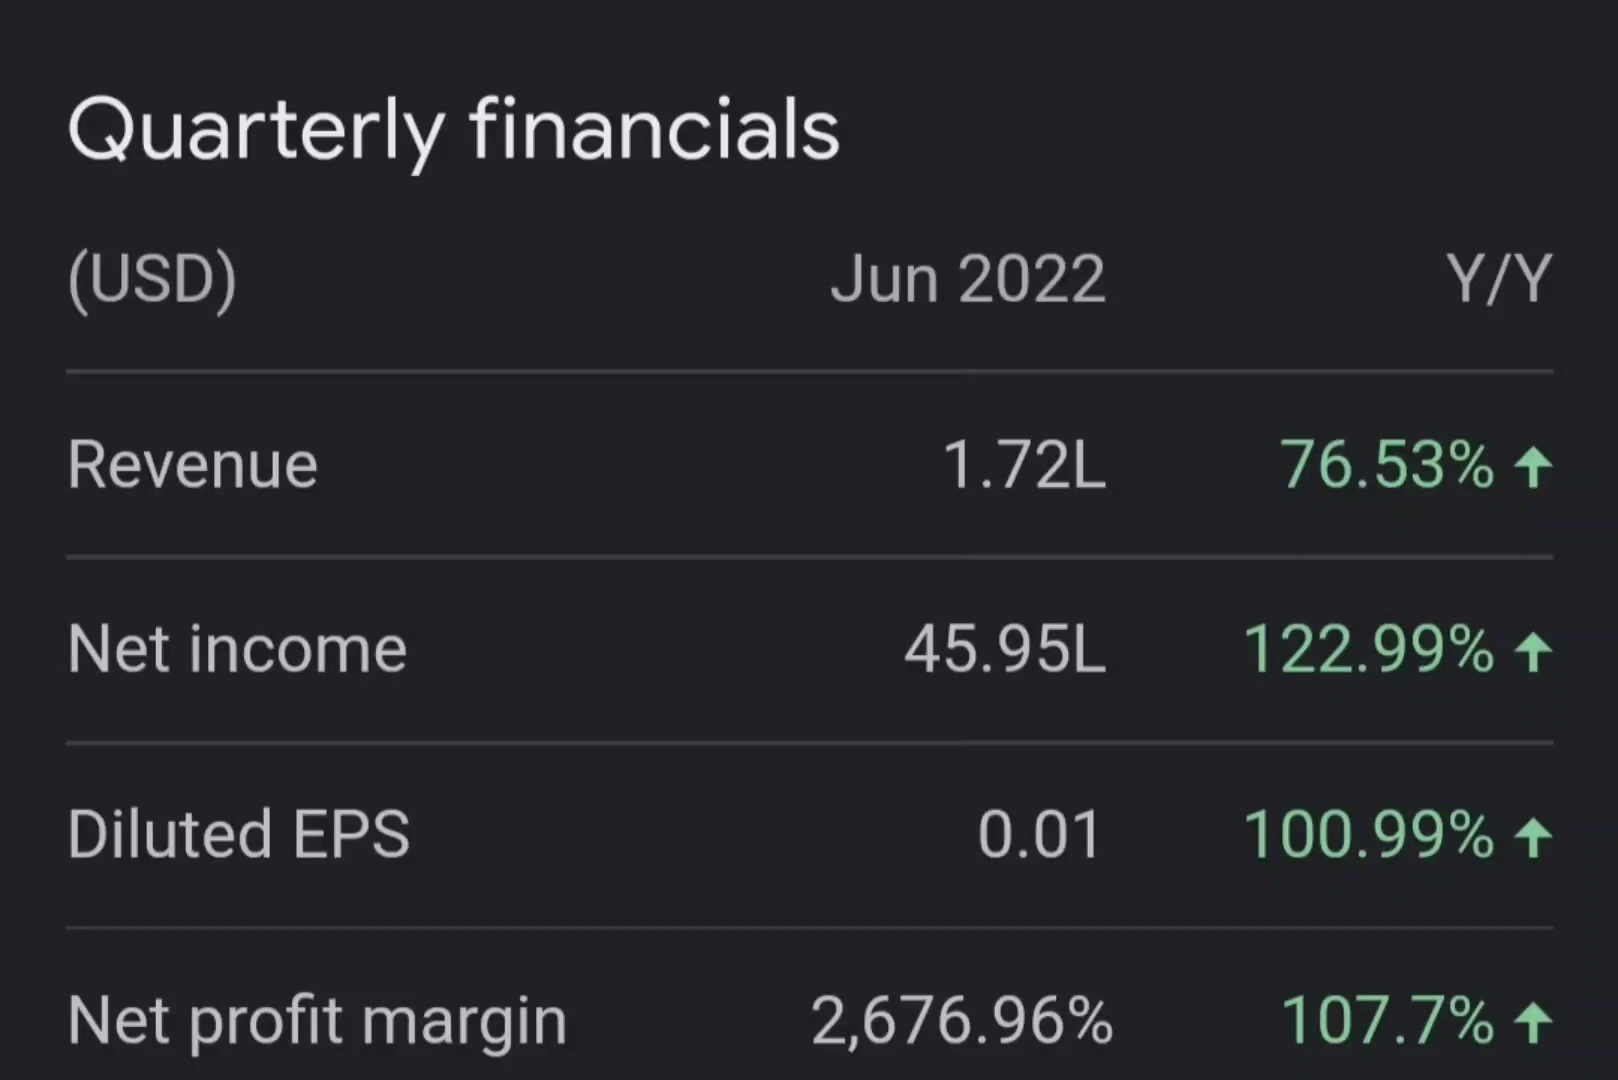 Quarterly financials
(USD) Jun 2022 Y/Y
Revenue 1.72L 76.53% ↑
Net income 45.95L 122.99% ↑
Diluted EPS 0.01 100.99% ↑
Net profit margin 2,676.96% 107.7% ↑